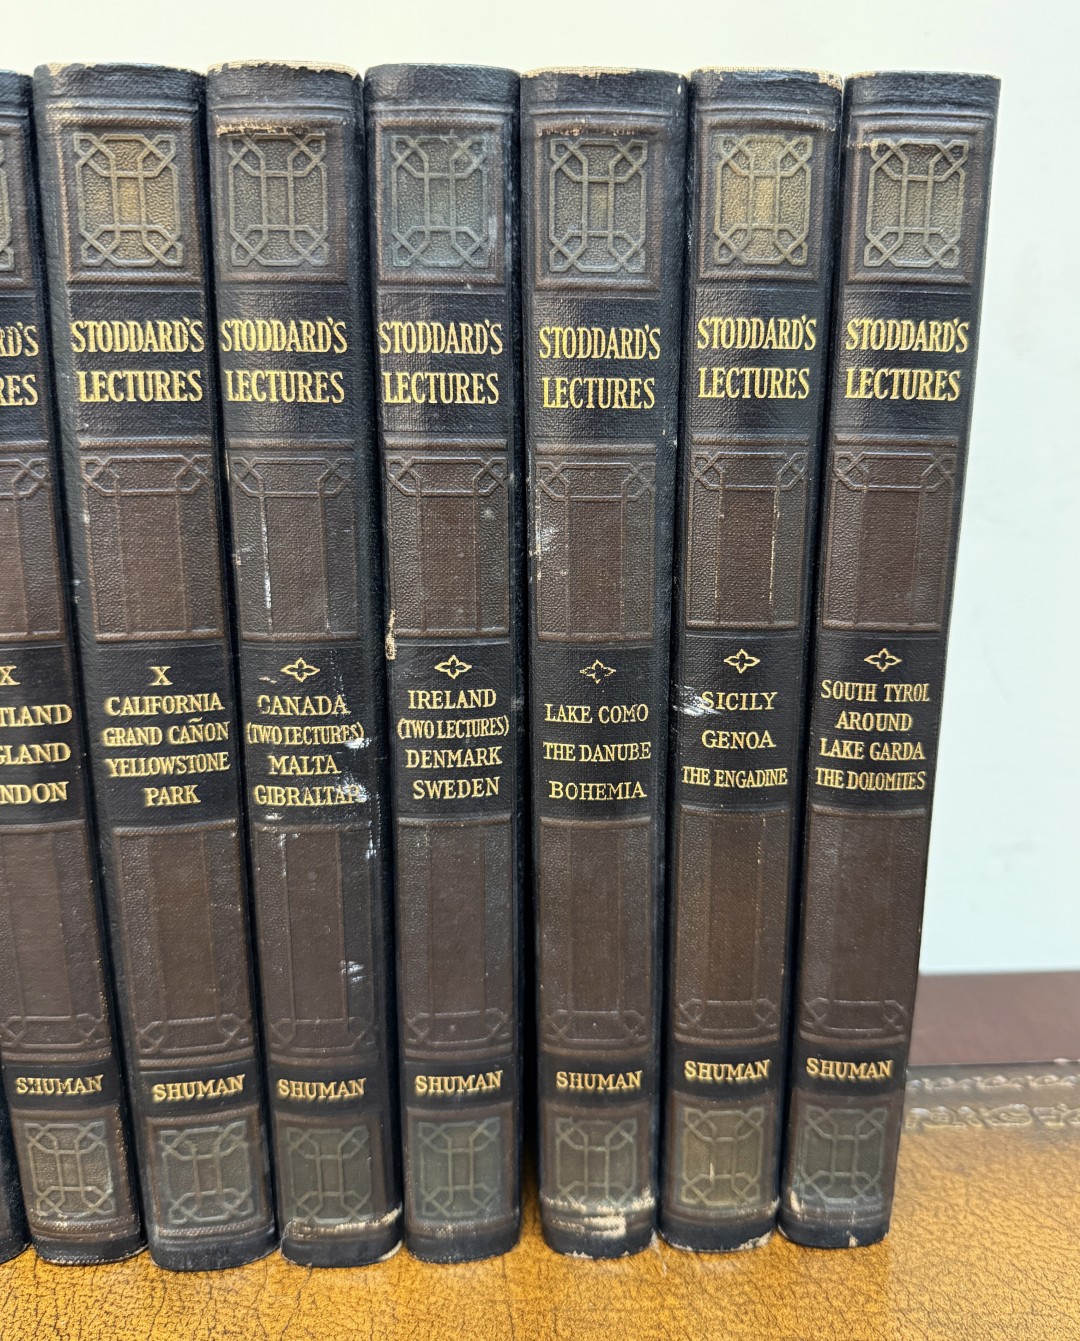 STODDARD'S
LECTURES
X
CALIFORNIA
GRAND CAÑON
YELLOWSTONE
PARK
SHUMAN
STODDARD'S
LECTURES
CANADA
(TWO LECTURES)
MALTA
GIBRALTAR
SHUMAN
STODDARD'S
LECTURES
IRELAND
(TWO LECTURES)
DENMARK
SWEDEN
SHUMAN
STODDARD'S
LECTURES
LAKE COMO
THE DANUBE
BOHEMIA
SHUMAN
STODDARD'S
LECTURES
SICILY
GENOA
THE ENGADINE
SHUMAN
STODDARD'S
LECTURES
SOUTH TYROL
AROUND
LAKE GARDA
THE DOLOMITES
SHUMAN
SHUMAN